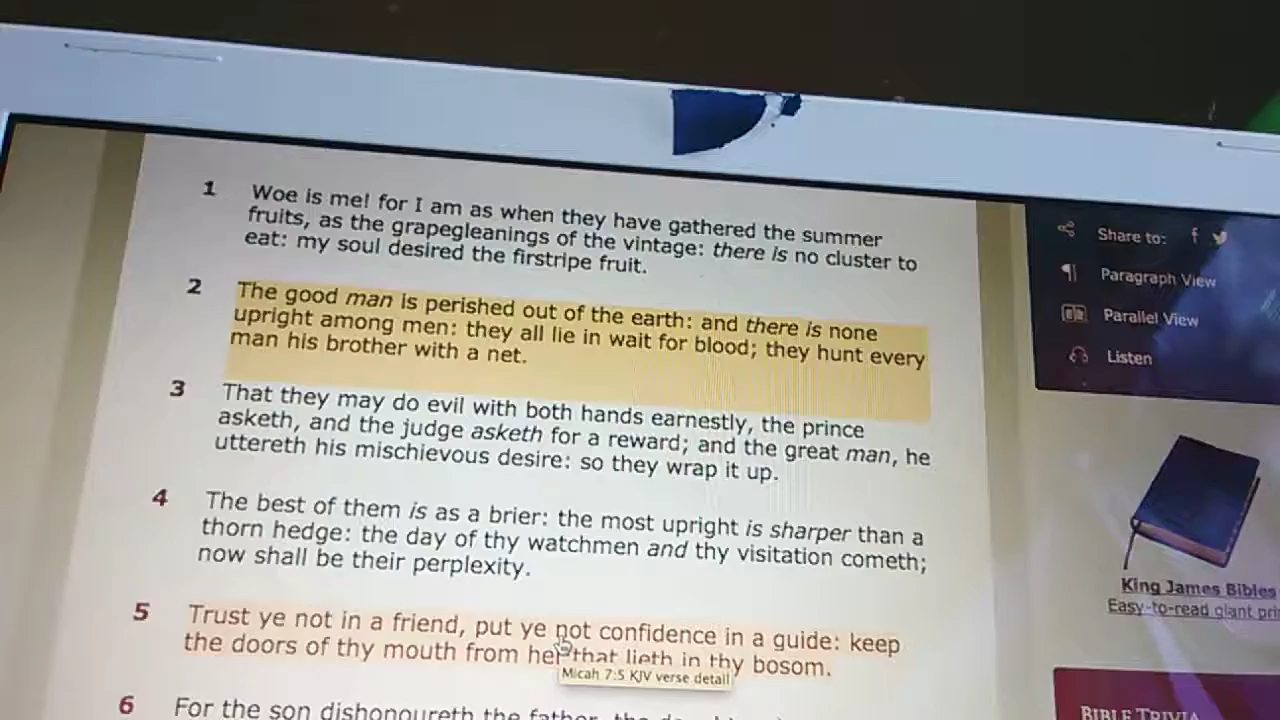 1 Woe is me! for I am as when they have gathered the summer
fruits, as the grapegleanings of the vintage: there is no cluster to
eat: my soul desired the firstripe fruit.
2 The good man is perished out of the earth: and there is none
upright among men: they all lie in wait for blood; they hunt every
man his brother with a net.
3 That they may do evil with both hands earnestly, the prince
asketh, and the judge asketh for a reward; and the great man, he
uttereth his mischievous desire: so they wrap it up.
4 The best of them is as a brier: the most upright is sharper than a
thorn hedge: the day of thy watchmen and thy visitation cometh;
now shall be their perplexity.
5 Trust ye not in a friend, put ye not confidence in a guide: keep
the doors of thy mouth from her that lieth in thy bosom.
Micah 7:5 KJV verse detail
6 For the son dishonoureth the father, the
Share to:
Paragraph View
Parallel View
Listen
King James Bibles
Easy-to-read giant
BIBLE TRIVIA